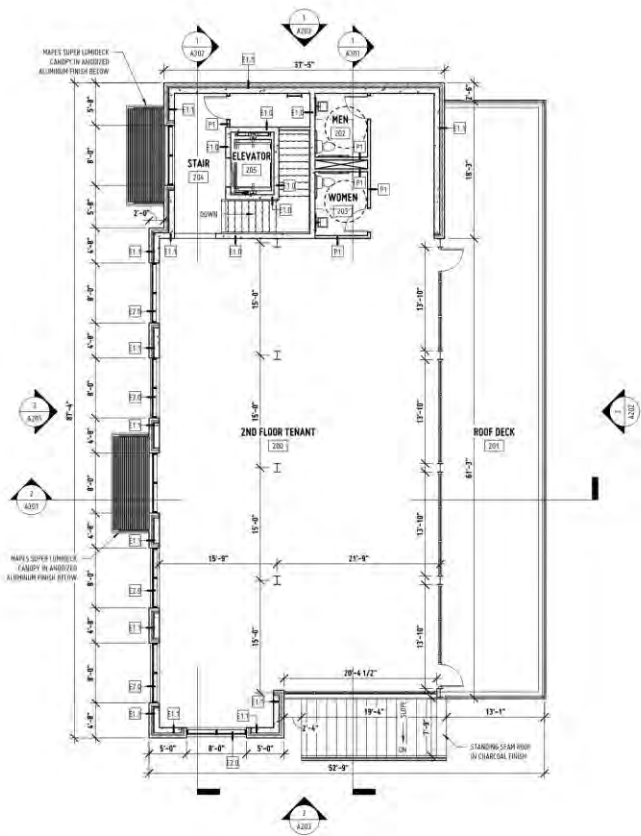 1
A202
1
A203
1
A201
MAPES SUPER LUMIDECK
CANOPY IN ANODIZED
ALUMINUM FINISH BELOW
37'-5"
E1.1
2'-6"
5'-8"
8'-0"
5'-8"
2'-0"
E1.1
P1
E1.0
E1.0
MEN
202
E1.1
18'-3"
STAIR
204
ELEVATOR
205
E1.0
P1
P1
P1
WOMEN
203
DOWN
E1.0
E1.1
E1.0
P1
4'-8"
8'-0"
E2.0
4'-8"
E1.1
8'-0"
E2.0
E1.1
4'-8"
8'-0"
4'-8"
E1.1
8'-0"
E2.0
4'-8"
E1.1
8'-0"
E2.0
4'-8"
87'-4"
15'-0"
15'-0"
15'-0"
15'-0"
13'-10"
13'-10"
13'-10"
13'-10"
2ND FLOOR TENANT
200
ROOF DECK
201
61'-3"
A202
2
MAPES SUPER LUMIDECK
CANOPY IN ANODIZED
ALUMINUM FINISH BELOW
15'-9"
21'-9"
20'-4 1/2"
E1.1
E1.1
E1.1
19'-4"
13'-1"
2'-4"
SLOPE
DN
7'-9"
STANDING SEAM ROOF
IN CHARCOAL FINISH
5'-0"
8'-0"
5'-0"
E2.0
52'-9"
2
A203